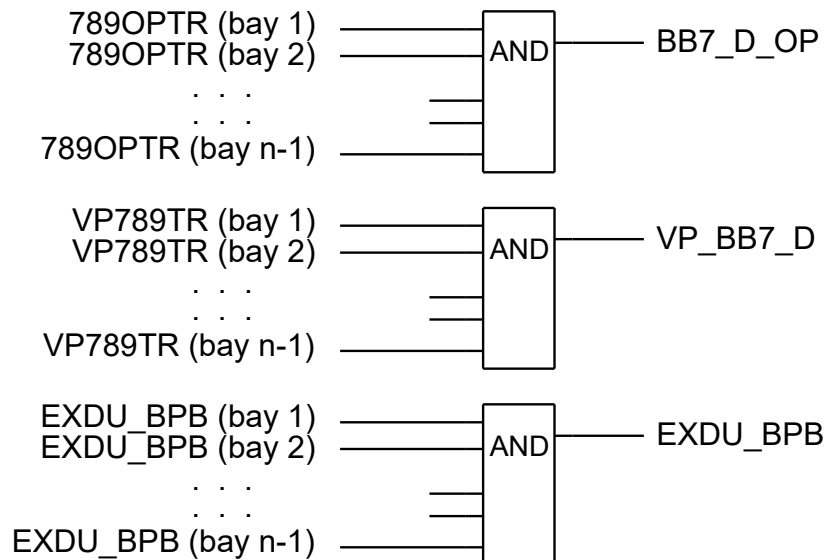 789OPTR (bay 1)
789OPTR (bay 2)
. . .
. . .
789OPTR (bay n-1)
AND
BB7_D_OP
VP789TR (bay 1)
VP789TR (bay 2)
. . .
. . .
VP789TR (bay n-1)
AND
VP_BB7_D
EXDU_BPB (bay 1)
EXDU_BPB (bay 2)
. . .
. . .
EXDU_BPB (bay n-1)
AND
EXDU_BPB